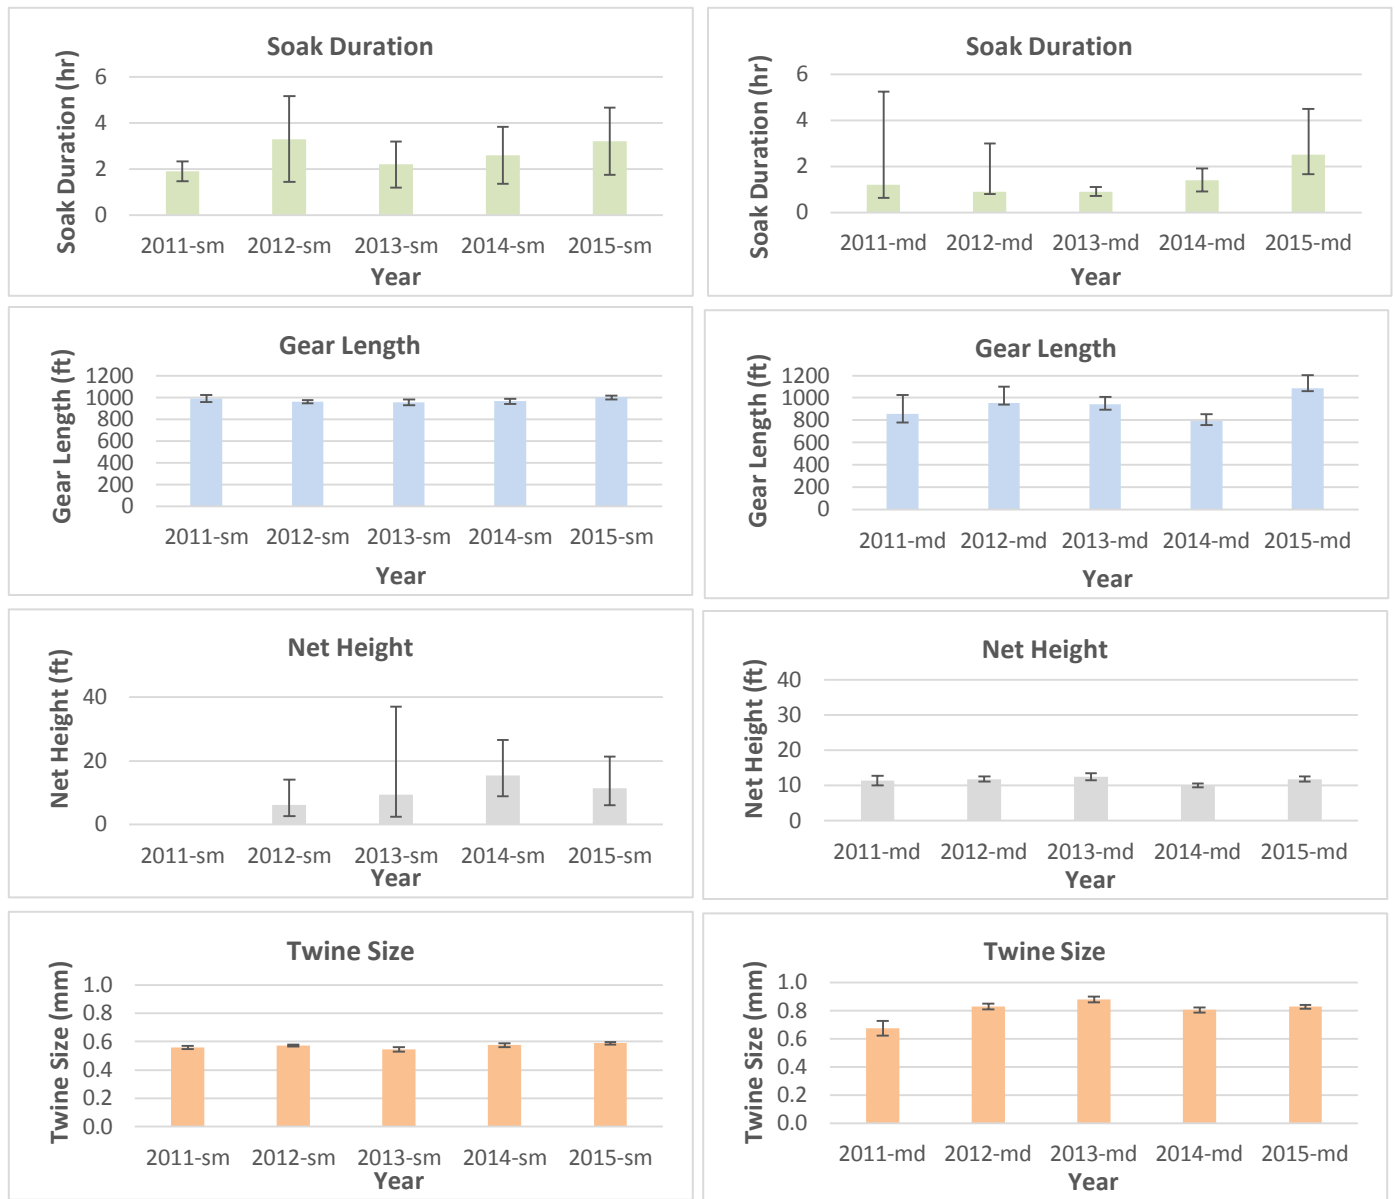 Soak Duration
Soak Duration (hr)
6
4
2
0
2011-sm 2012-sm 2013-sm 2014-sm 2015-sm
Year
Soak Duration
Soak Duration (hr)
6
4
2
0
2011-md 2012-md 2013-md 2014-md 2015-md
Year
Gear Length
Gear Length (ft)
1200
1000
800
600
400
200
0
2011-sm 2012-sm 2013-sm 2014-sm 2015-sm
Year
Gear Length
Gear Length (ft)
1200
1000
800
600
400
200
0
2011-md 2012-md 2013-md 2014-md 2015-md
Year
Net Height
Net Height (ft)
40
20
0
2011-sm 2012-sm 2013-sm 2014-sm 2015-sm
Year
Net Height
Net Height (ft)
40
30
20
10
0
2011-md 2012-md 2013-md 2014-md 2015-md
Year
Twine Size
Twine Size (mm)
1.0
0.8
0.6
0.4
0.2
0.0
2011-sm 2012-sm 2013-sm 2014-sm 2015-sm
Year
Twine Size
Twine Size (mm)
1.0
0.8
0.6
0.4
0.2
0.0
2011-md 2012-md 2013-md 2014-md 2015-md
Year